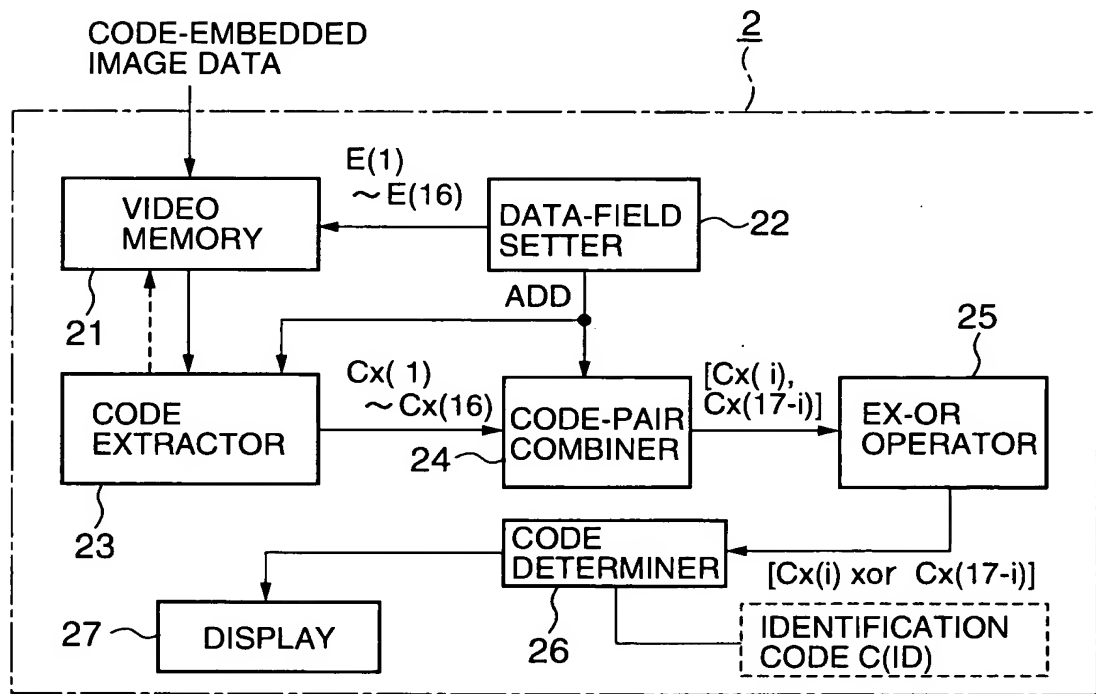 CODE-EMBEDDED
IMAGE DATA
2
E(1)
~E(16)
VIDEO
MEMORY
DATA-FIELD
SETTER
22
21
ADD
25
Cx( 1)
~Cx(16)
[Cx( i),
Cx(17-i)]
CODE
EXTRACTOR
24
CODE-PAIR
COMBINER
EX-OR
OPERATOR
23
CODE
DETERMINER
[Cx(i) xor Cx(17-i)]
27
DISPLAY
26
IDENTIFICATION
CODE C(ID)